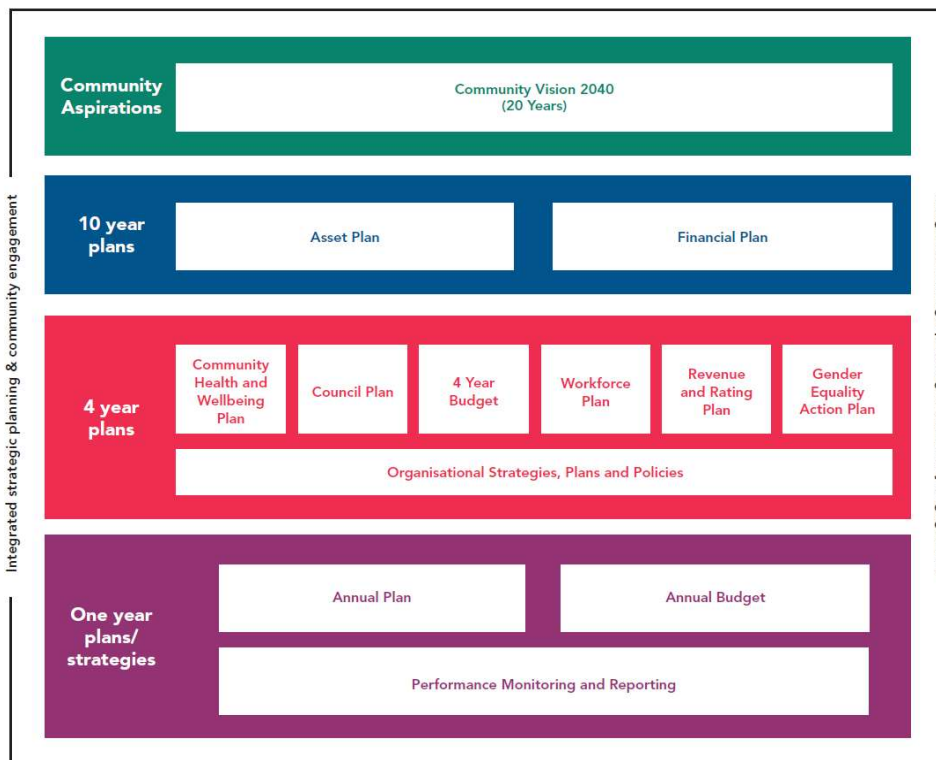 Integrated strategic planning & community engagement
Community
Aspirations
Community Vision 2040
(20 Years)
10 year
plans
Asset Plan
Financial Plan
4 year
plans
Community
Health and
Wellbeing
Plan
Council Plan
4 Year
Budget
Workforce
Plan
Revenue
and Rating
Plan
Gender
Equality
Action Plan
Organisational Strategies, Plans and Policies
One year
plans/
strategies
Annual Plan
Annual Budget
Performance Monitoring and Reporting